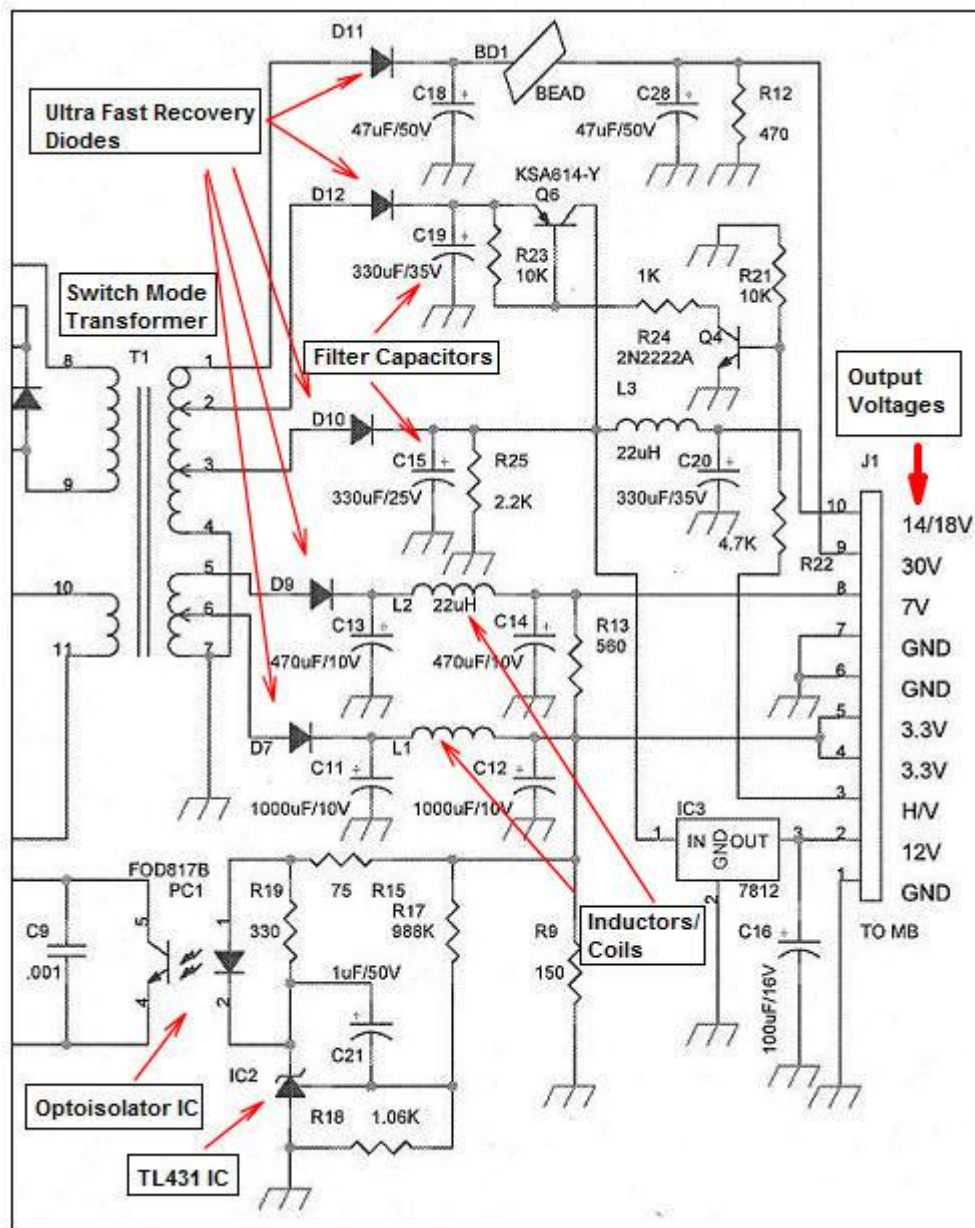 D11
BD1
BEAD
C18
47uF/50V
C28
47uF/50V
R12
470
Ultra Fast Recovery
Diodes
KSA614-Y
Q6
D12
C19
330uF/35V
R23
10K
1K
R21
10K
Switch Mode
Transformer
T1
Filter Capacitors
R24
2N2222A
Q4
L3
Output
Voltages
8
1
2
D10
3
9
4
C15
330uF/25V
R25
2.2K
22uH
C20
330uF/35V
J1
10
14/18V
4.7K
9
30V
R22
5
D9
8
7V
10
6
L2
22uH
C13
470uF/10V
C14
470uF/10V
R13
560
7
GND
11
7
6
GND
5
3.3V
D7
L1
4
3.3V
C11
1000uF/10V
C12
1000uF/10V
3
H/V
IC3
1
IN
GND
OUT
3
2
12V
7812
2
1
GND
FOD817B
PC1
R19
330
75
R15
R17
988K
Inductors/
Coils
TO MB
C9
.001
5
4
1
2
1uF/50V
R9
150
C16
100uF/16V
C21
IC2
Optoisolator IC
R18
1.06K
TL431 IC